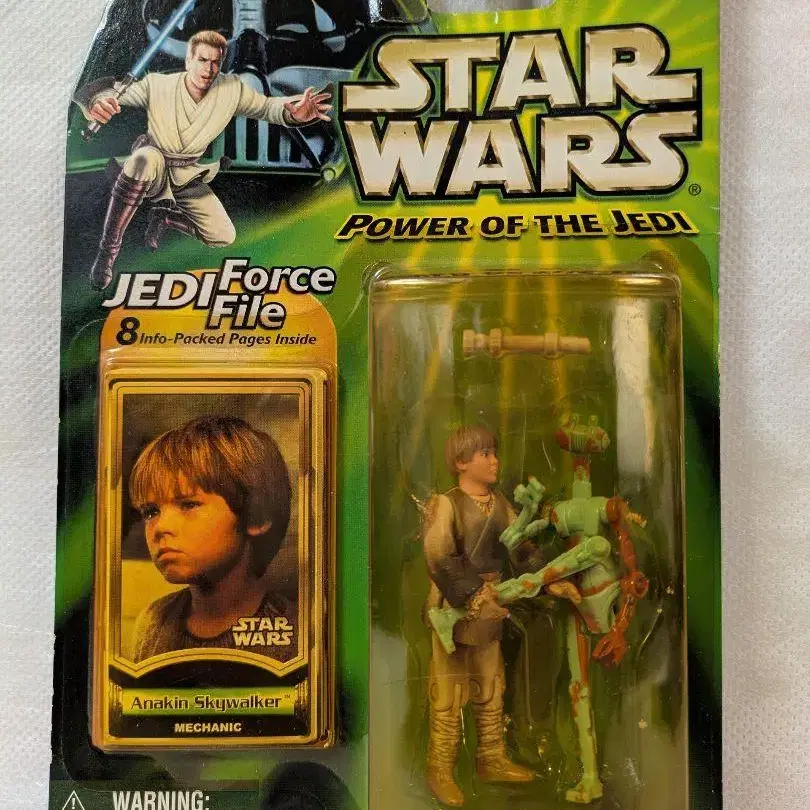 STAR
WARS®
POWER OF THE JEDI
JEDI Force
File
8 Info-Packed Pages Inside
STAR
WARS
Anakin Skywalker™
MECHANIC
WARNING: